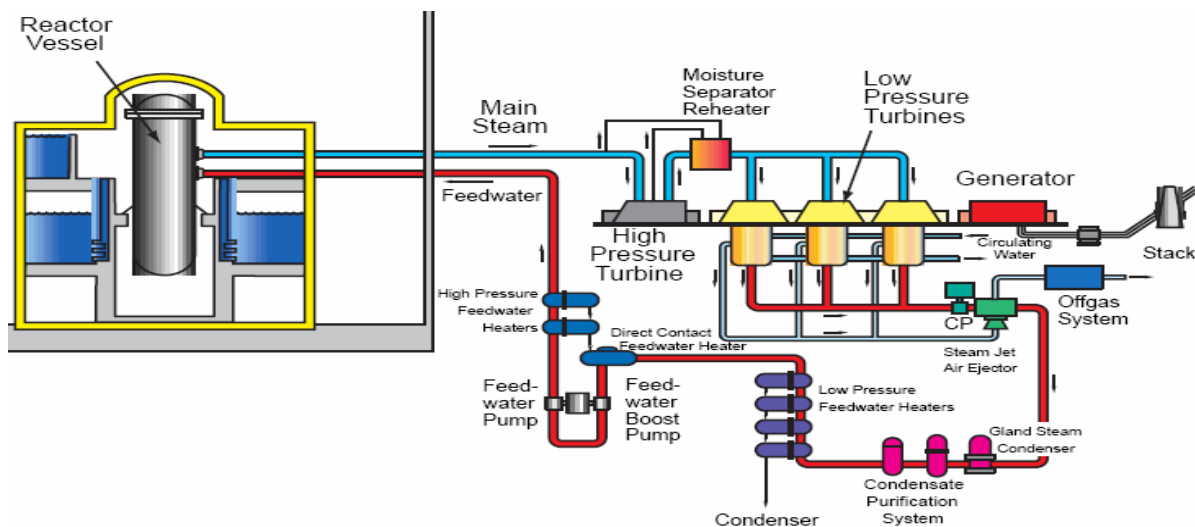 Reactor
Vessel
Main
Steam
Feedwater
Moisture
Separator
Reheater
Low
Pressure
Turbines
Generator
High
Pressure
Turbine
Circulating
Water
Stack
High Pressure
Feedwater
Heaters
Direct Contact
Feedwater Heater
CP
Offgas
System
Steam Jet
Air Ejector
Feed-
water
Pump
Feed-
water
Boost
Pump
Low Pressure
Feedwater Heaters
Gland Steam
Condenser
Condensate
Purification
System
Condenser